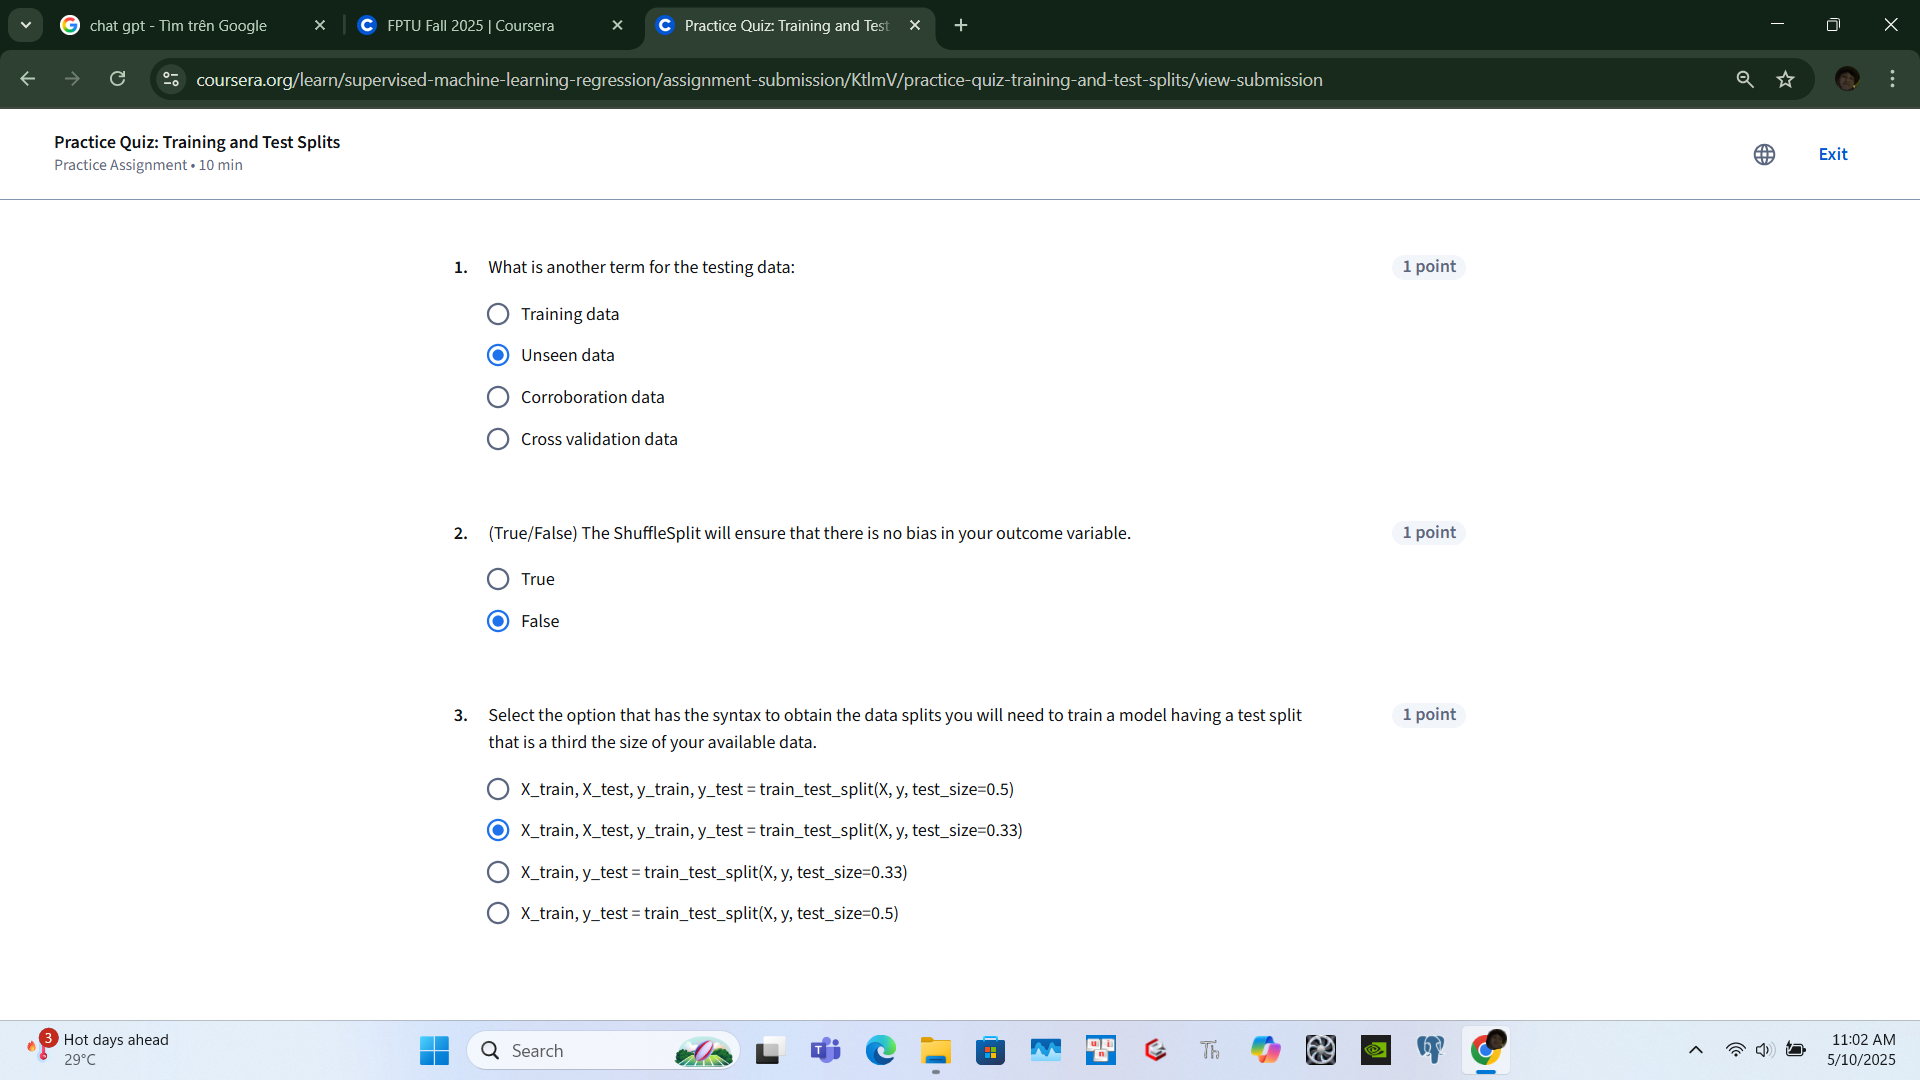 chat gpt - Tìm trên Google
FPTU Fall 2025 | Coursera
Practice Quiz: Training and Test
coursera.org/learn/supervised-machine-learning-regression/assignment-submission/KtlmV/practice-quiz-training-and-test-splits/view-submission
Practice Quiz: Training and Test Splits
Practice Assignment • 10 min
Exit
1. What is another term for the testing data:
1 point
Training data
Unseen data
Corroboration data
Cross validation data
2. (True/False) The ShuffleSplit will ensure that there is no bias in your outcome variable.
1 point
True
False
3. Select the option that has the syntax to obtain the data splits you will need to train a model having a test split
that is a third the size of your available data.
1 point
X_train, X_test, y_train, y_test = train_test_split(X, y, test_size=0.5)
X_train, X_test, y_train, y_test = train_test_split(X, y, test_size=0.33)
X_train, y_test = train_test_split(X, y, test_size=0.33)
X_train, y_test = train_test_split(X, y, test_size=0.5)
3
Hot days ahead
29°C
Search
Th
11:02 AM
5/10/2025